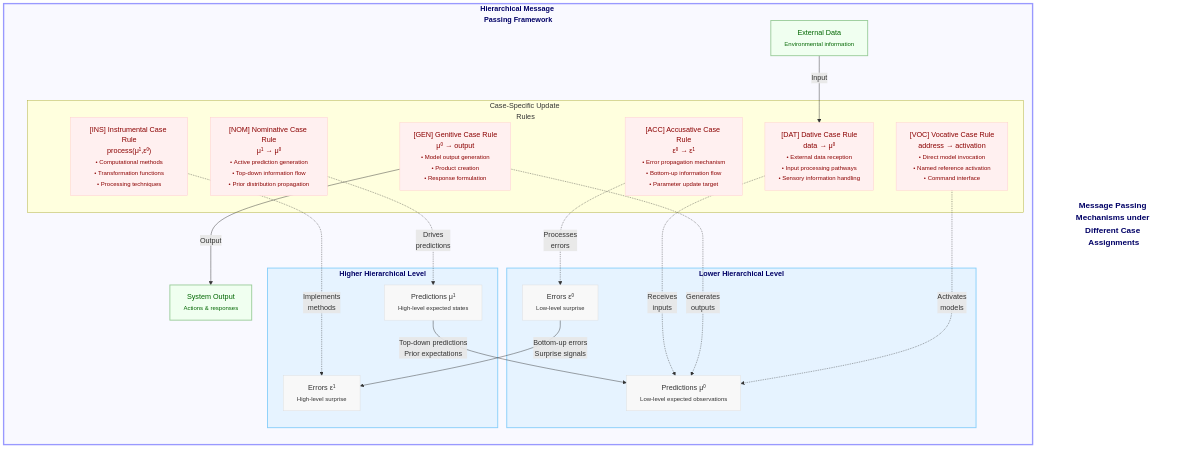 Hierarchical Message
Passing Framework
External Data
Environmental information
Input
Case-Specific Update
Rules
[INS] Instrumental Case
Rule
process(μ¹,ε⁰)
• Computational methods
• Transformation functions
• Processing techniques
[NOM] Nominative Case
Rule
μ¹ → μ⁰
• Active prediction generation
• Top-down information flow
• Prior distribution propagation
[GEN] Genitive Case Rule
μ⁰ → output
• Model output generation
• Product creation
• Response formulation
[ACC] Accusative Case
Rule
ε⁰ → ε¹
• Error propagation mechanism
• Bottom-up information flow
• Parameter update target
[DAT] Dative Case Rule
data → μ⁰
• External data reception
• Input processing pathways
• Sensory information handling
[VOC] Vocative Case Rule
address → activation
• Direct model invocation
• Named reference activation
• Command interface
Message Passing
Mechanisms under
Different Case
Assignments
Output
Drives
predictions
Processes
errors
Higher Hierarchical Level
Lower Hierarchical Level
System Output
Actions & responses
Implements
methods
Predictions μ¹
High-level expected states
Errors ε⁰
Low-level surprise
Receives
inputs
Generates
outputs
Activates
models
Top-down predictions
Prior expectations
Bottom-up errors
Surprise signals
Errors ε¹
High-level surprise
Predictions μ⁰
Low-level expected observations